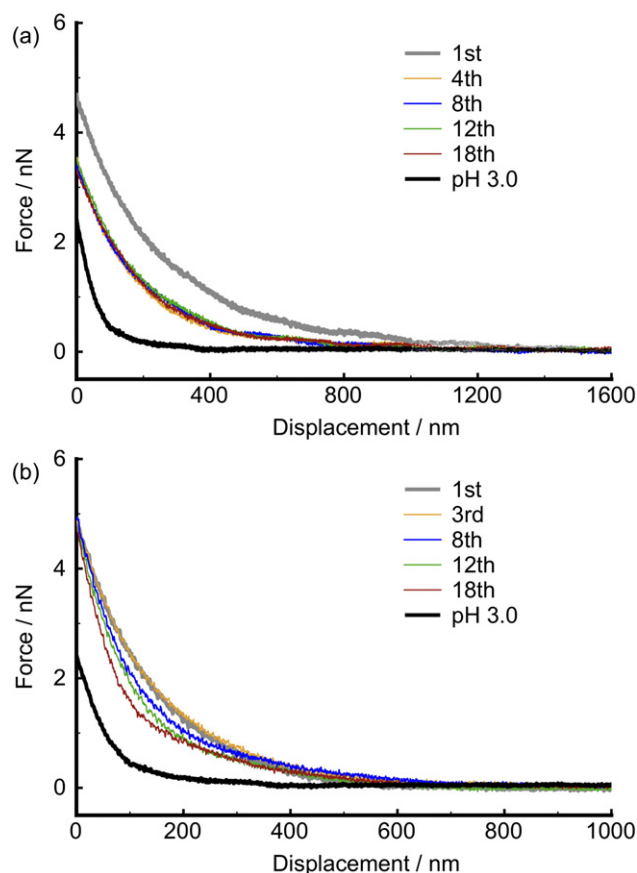 (a)
6
4
2
0
Force / nN
1st
4th
8th
12th
18th
pH 3.0
0 400 800 1200 1600
Displacement / nm
(b)
6
4
2
0
Force / nN
1st
3rd
8th
12th
18th
pH 3.0
0 200 400 600 800 1000
Displacement / nm